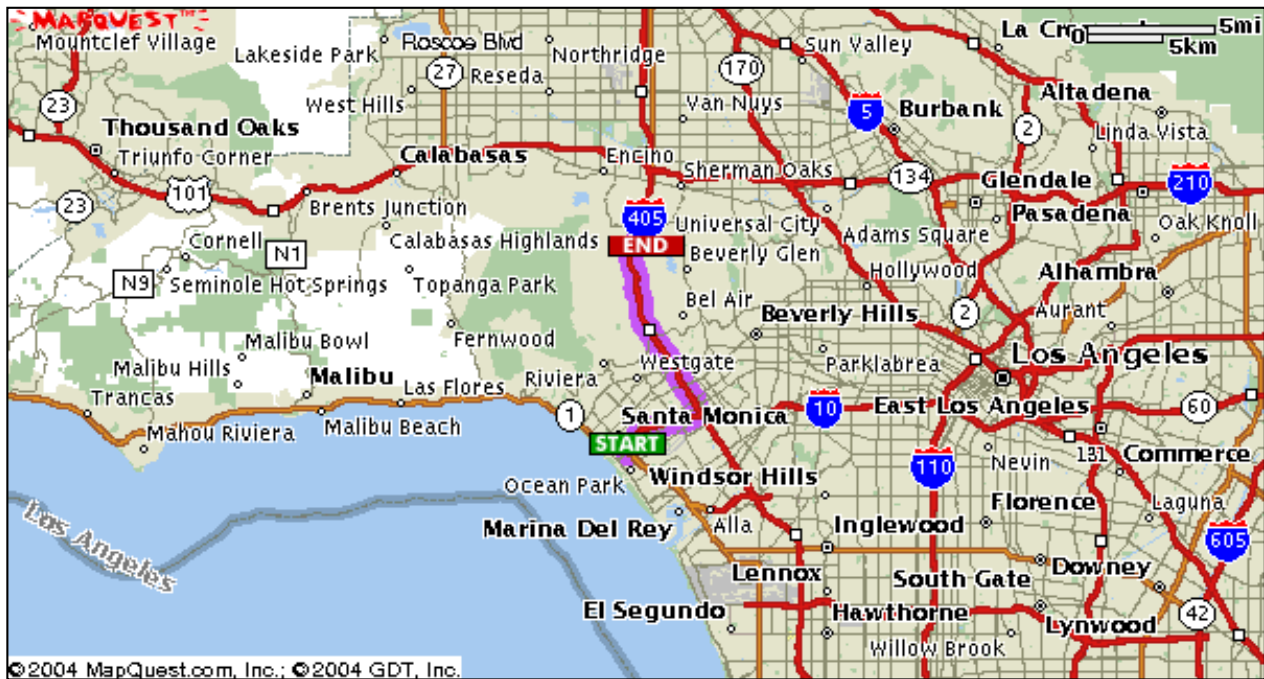 MAPQUEST™
Mountclef Village
Lakeside Park
Roscoe Blvd
Northridge
Sun Valley
5mi
5km
0
27
Reseda
170
West Hills
Van Nuys
23
5
Burbank
Altadena
2
Linda Vista
Thousand Oaks
Triunfo Corner
Calabasas
Encino
Sherman Oaks
134
Glendale
210
101
23
Brents Junction
405
Universal City
Pasadena
Oak Knoll
Cornell
N1
Calabasas Highlands
END
Beverly Glen
Adams Square
N9
Seminole Hot Springs
Topanga Park
Hollywood
Alhambra
Bel Air
Beverly Hills
2
Aurant
Malibu Bowl
Fernwood
Malibu Hills
Westgate
Parklabrea
Los Angeles
Malibu
Las Flores
Riviera
Trancas
Santa Monica
10
East Los Angeles
60
Mahou Riviera
Malibu Beach
1
START
131
Commerce
Ocean Park
Windsor Hills
110
Nevin
Florence
Laguna
Los Angeles
Marina Del Rey
Alla
Inglewood
605
Lennox
South Gate
Downey
El Segundo
Hawthorne
Lynwood
42
Willow Brook
©2004 MapQuest.com, Inc.; ©2004 GDT, Inc.